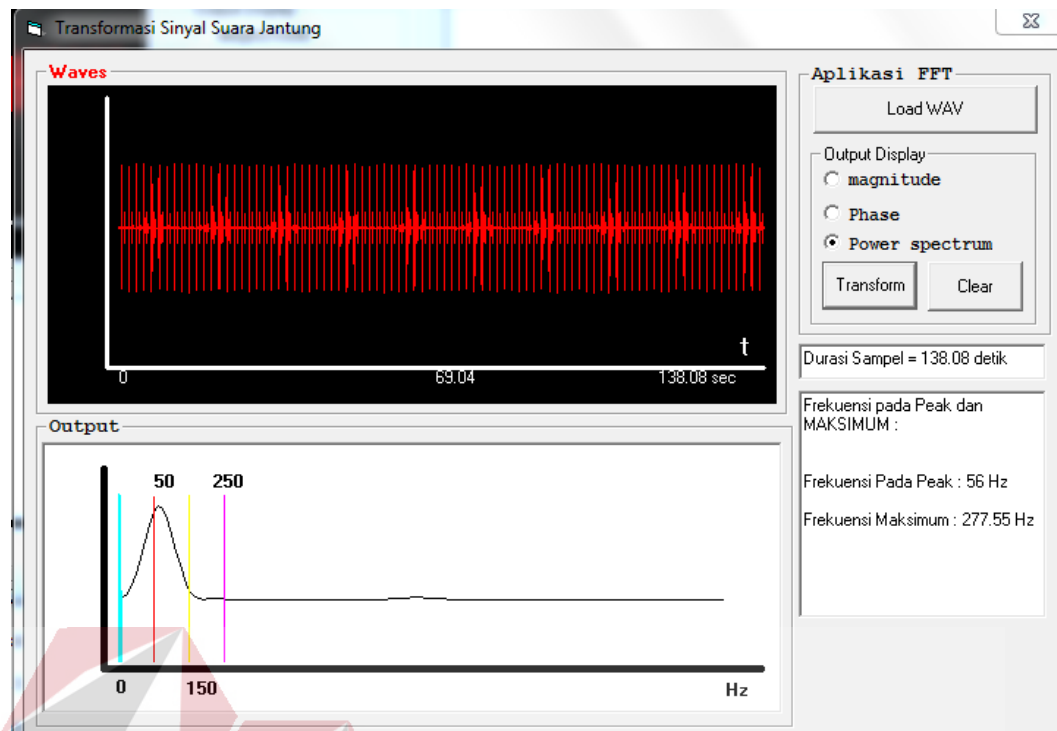 Transformasi Sinyal Suara Jantung
Waves
t
0 69.04 138.08 sec
Output
50 250
0 150 Hz
Aplikasi FFT
Load WAV
Output Display
magnitude
Phase
Power spectrum
Transform Clear
Durasi Sampel = 138.08 detik
Frekuensi pada Peak dan
MAKSIMUM :
Frekuensi Pada Peak : 56 Hz
Frekuensi Maksimum : 277.55 Hz